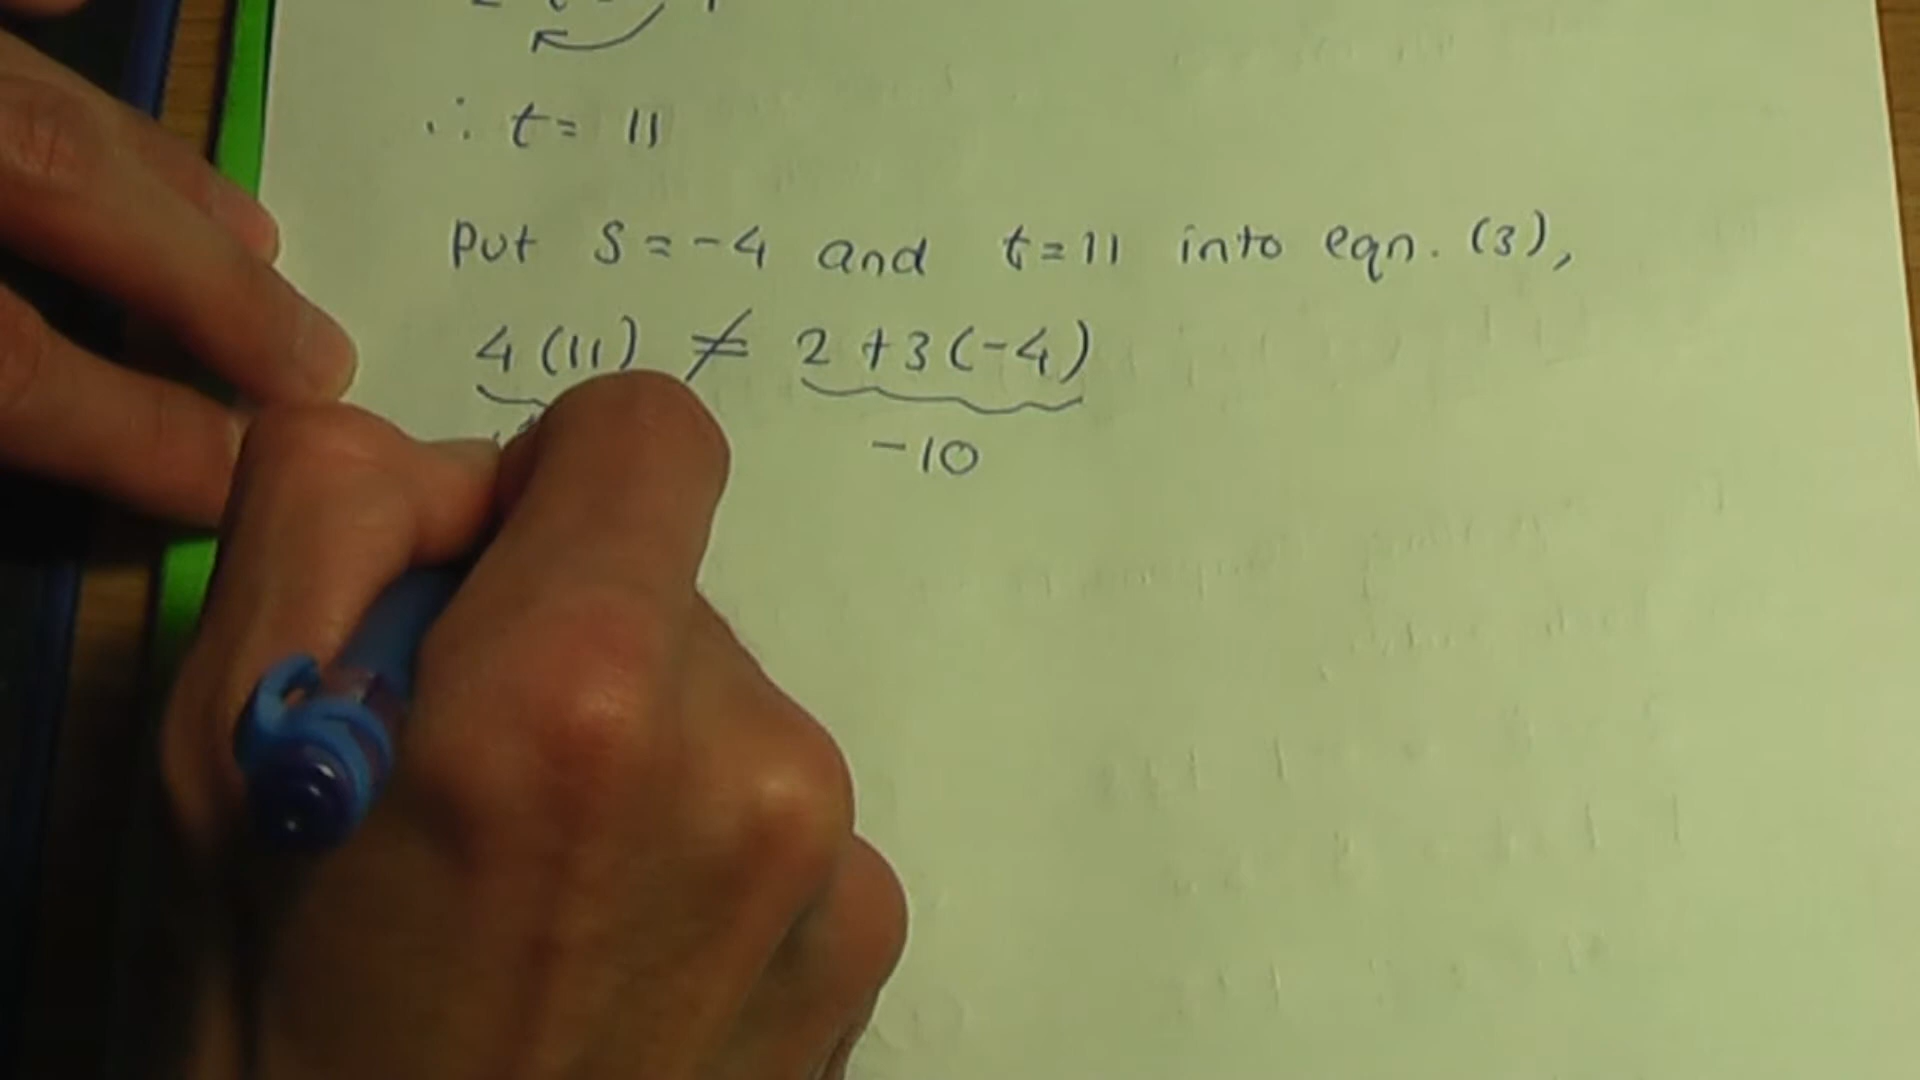 ∴ t = 11
Put S = -4 and t = 11 into eqn. (3),
4 (11) ≠ 2 + 3 (-4)
-10